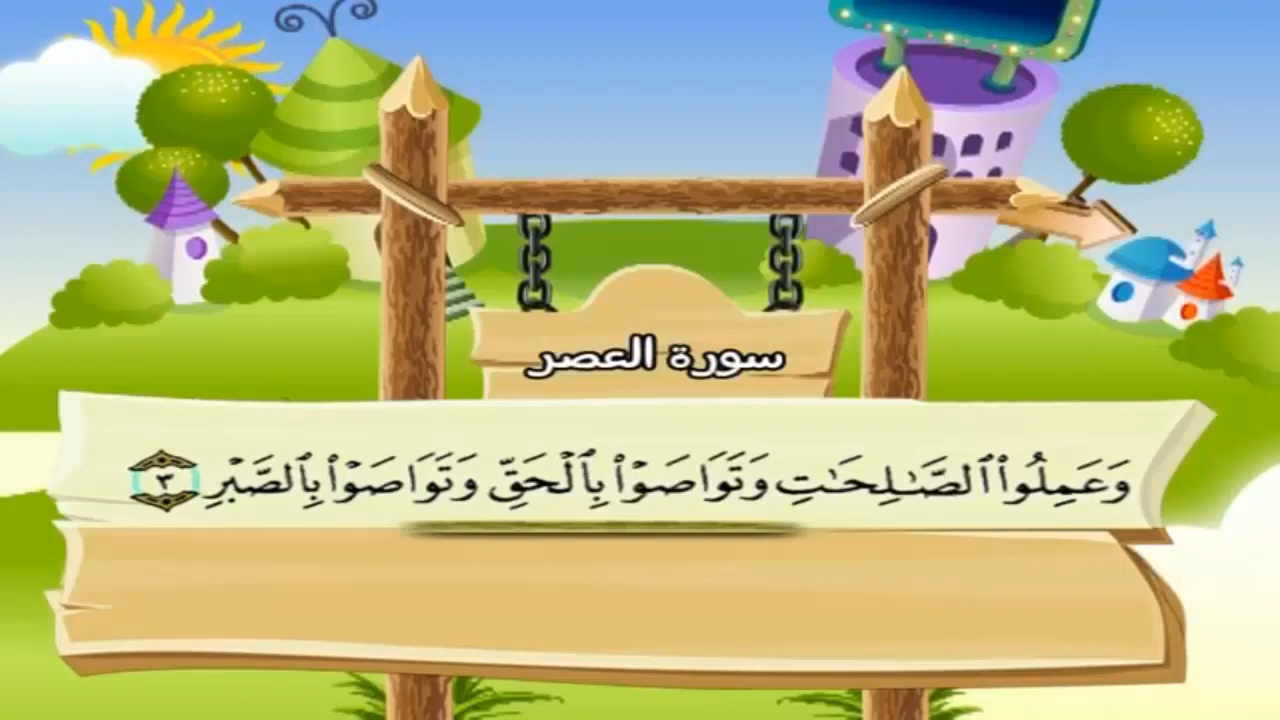 سورة العصر
وَعَمِلُوا۟ ٱلصَّـٰلِحَـٰتِ وَتَوَاصَوْا۟ بِٱلْحَقِّ وَتَوَاصَوْا۟ بِٱلصَّبْرِ ٣